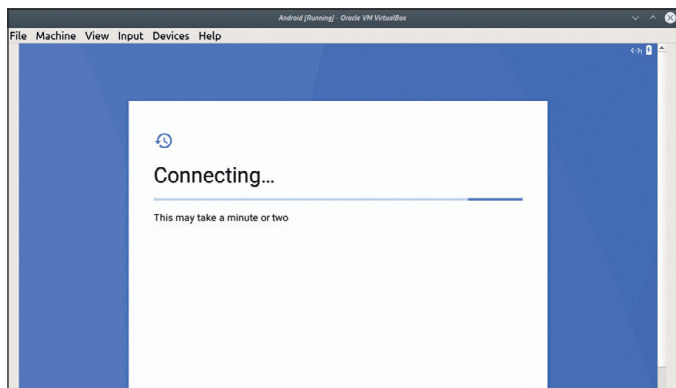 Android [Running] - Oracle VM VirtualBox
File Machine View Input Devices Help
Connecting...
This may take a minute or two